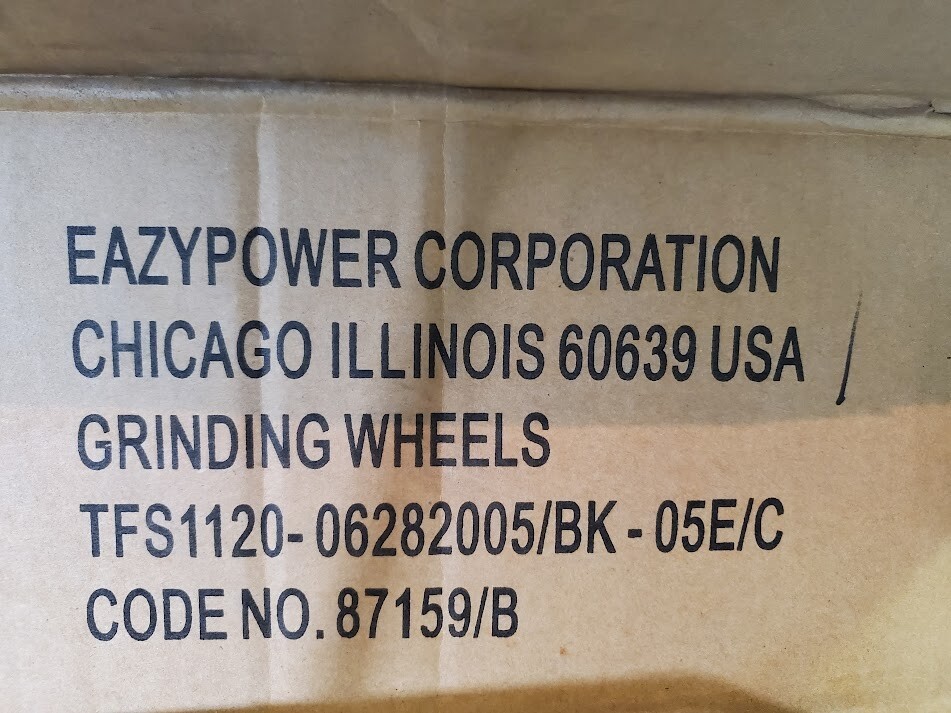 EAZYPOWER CORPORATION
CHICAGO ILLINOIS 60639 USA
GRINDING WHEELS
TFS1120-06282005/BK-05E/C
CODE NO. 87159/B